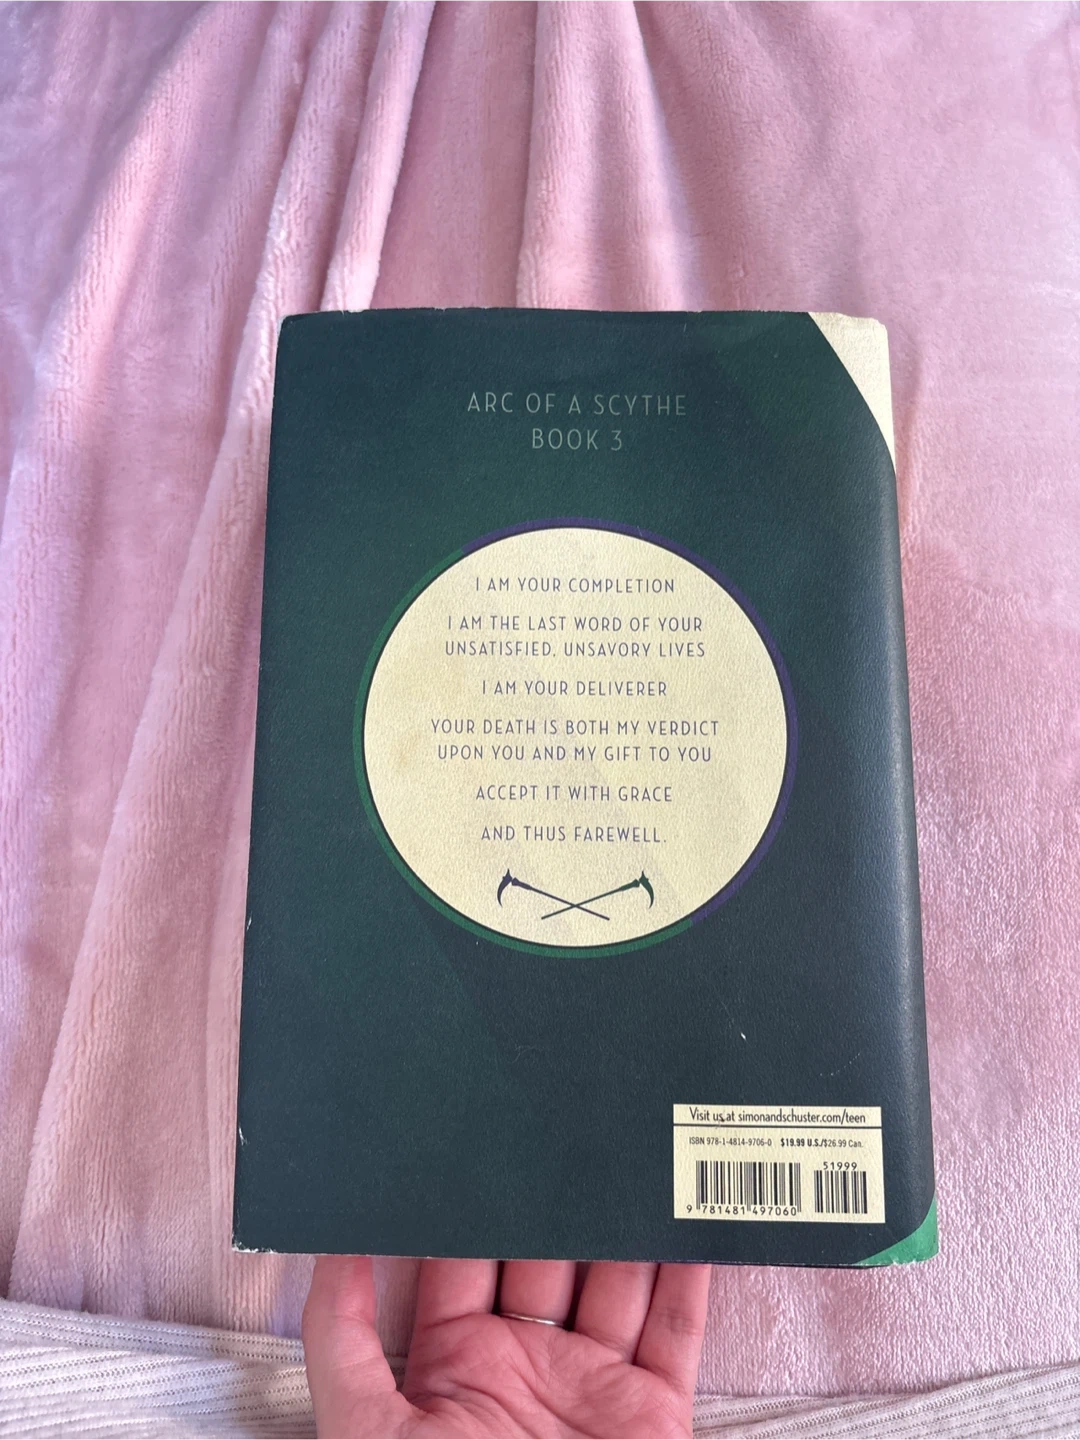 ARC OF A SCYTHE
BOOK 3
I AM YOUR COMPLETION
I AM THE LAST WORD OF YOUR
UNSATISFIED, UNSAVORY LIVES
I AM YOUR DELIVERER
YOUR DEATH IS BOTH MY VERDICT
UPON YOU AND MY GIFT TO YOU
ACCEPT IT WITH GRACE
AND THUS FAREWELL.
Visit us at simonandschuster.com/teen
ISBN 978-1-4814-9706-0 $19.99 U.S./$26.99 Can.
51999
9 781481 497060